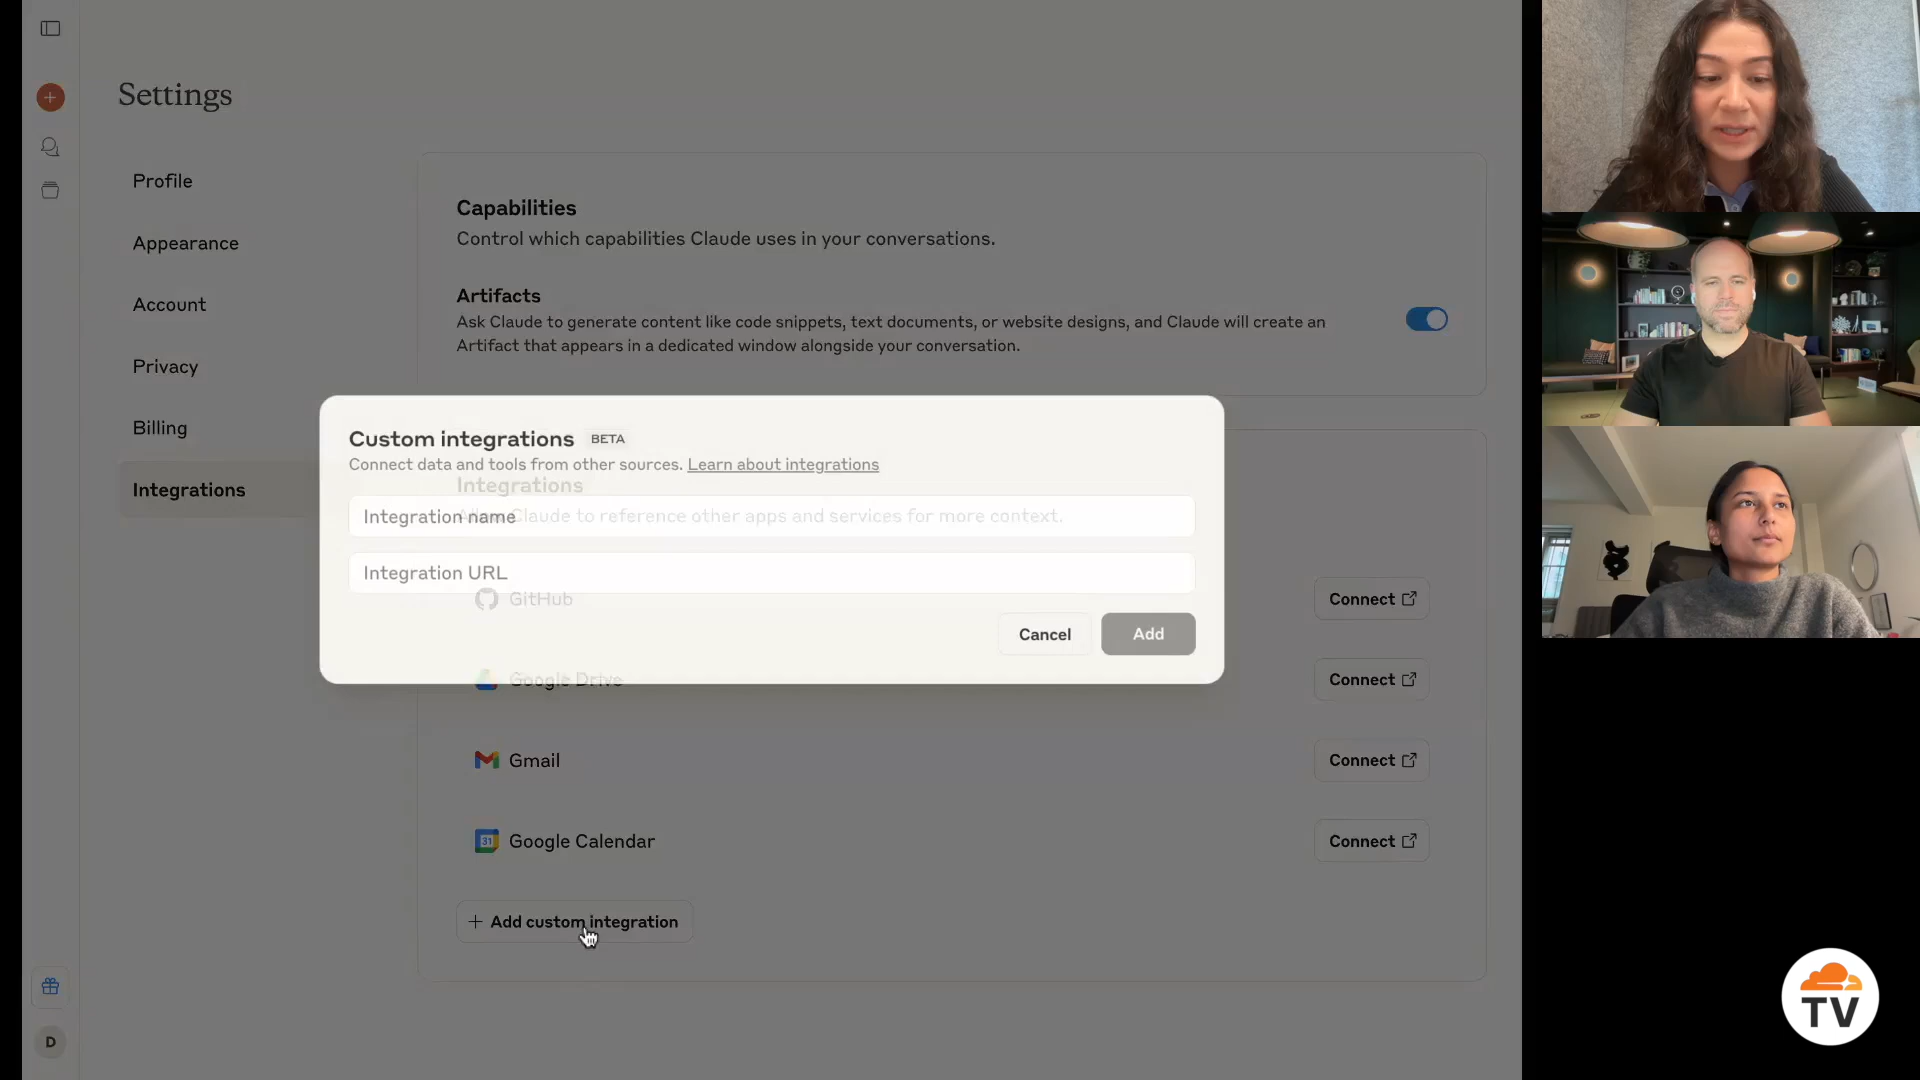 Settings
Profile
Appearance
Account
Privacy
Billing
Integrations
Capabilities
Control which capabilities Claude uses in your conversations.
Artifacts
Ask Claude to generate content like code snippets, text documents, or website designs, and Claude will create an
Artifact that appears in a dedicated window alongside your conversation.
Custom integrations BETA
Connect data and tools from other sources. Learn about integrations
Integrations
Integration name
Claude to reference other apps and services for more context.
Integration URL
GitHub
Connect
Cancel
Add
Google Drive
Connect
Gmail
Connect
31
Google Calendar
Connect
+ Add custom integration
D
TV